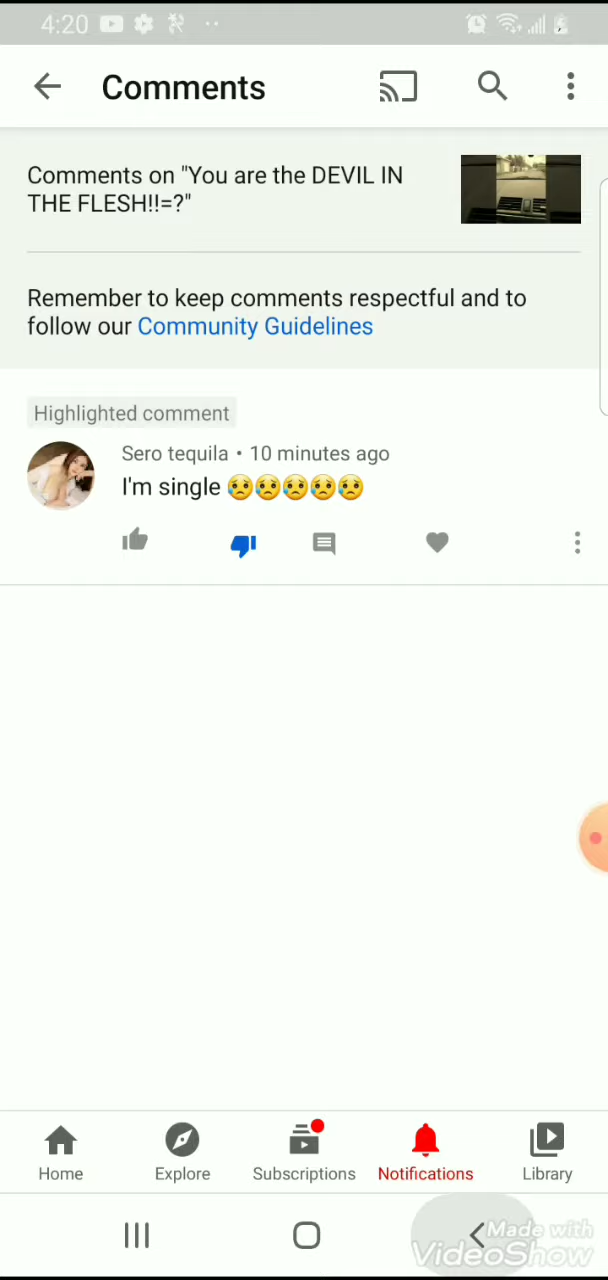 4:20
Comments
Comments on "You are the DEVIL IN
THE FLESH!!=?"
Remember to keep comments respectful and to
follow our Community Guidelines
Highlighted comment
Sero tequila • 10 minutes ago
I'm single 😥😥😥😥😥
Home
Explore
Subscriptions
Notifications
Library
Made with
VideoShow